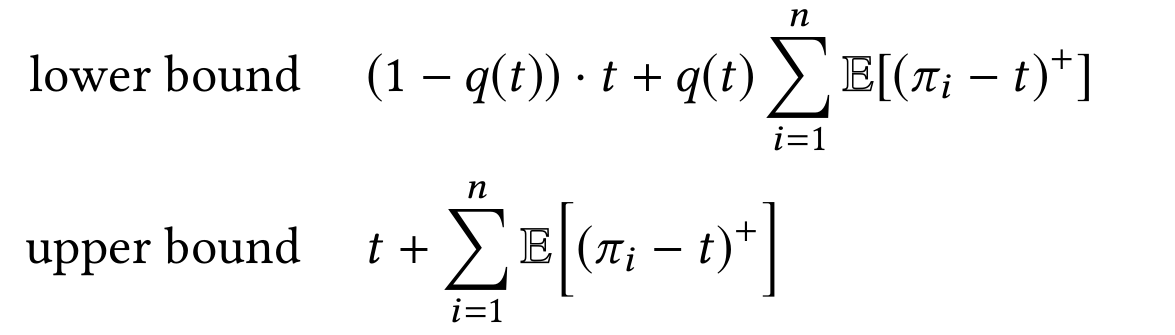 lower bound (1 − q(t)) · t + q(t) ∑_{i=1}^{n} 𝔼[(π_i − t)^+]
upper bound t + ∑_{i=1}^{n} 𝔼[(π_i − t)^+]